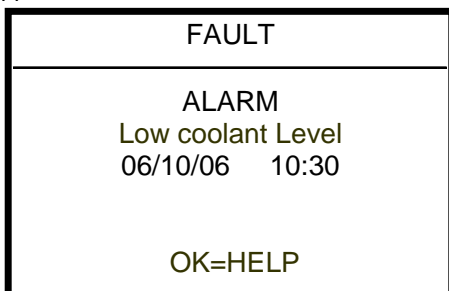 FAULT
ALARM
Low coolant Level
06/10/06 10:30
OK=HELP